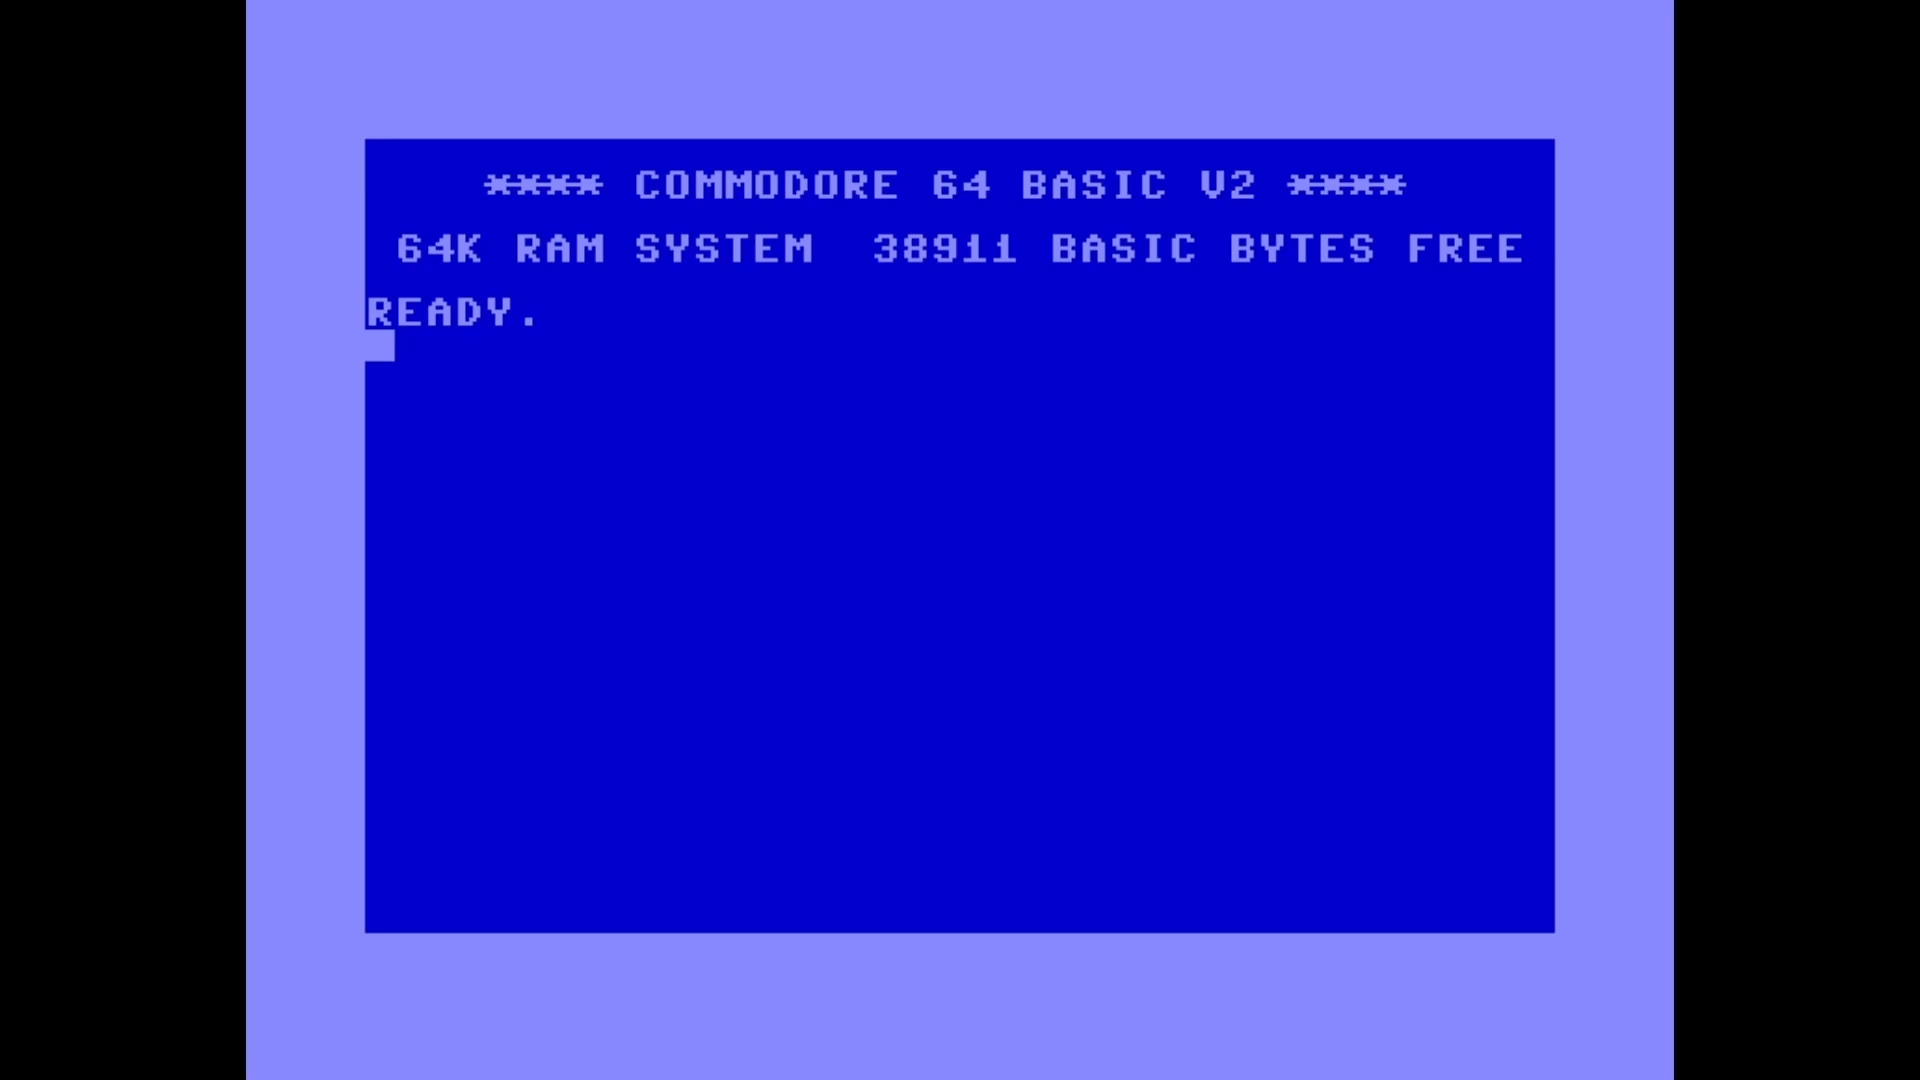 **** COMMODORE 64 BASIC V2 ****
64K RAM SYSTEM  38911 BASIC BYTES FREE
READY.